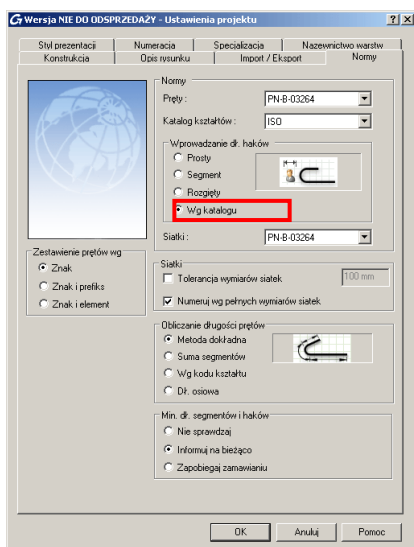 Wersja NIE DO ODSPRZEDAŻY - Ustawienia projektu
Styl prezentacji Numeracja Specializacja Nazewnictwo warstw
Konstrukcja Opis rysunku Import / Eksport Normy
Normy
Pręty : PN-B-03264
Katalog kształtów : ISO
Wprowadzanie dł. haków
Prosty
Segment
Rozgięty
Wg katalogu
Siatki : PN-B-03264
Zestawienie prętów wg
Znak
Znak i prefiks
Znak i element
Siatki
Tolerancja wymiarów siatek 100 mm
Numeruj wg pełnych wymiarów siatek
Obliczanie długości prętów
Metoda dokładna
Suma segmentów
Wg kodu kształtu
Dł. osiowa
Min. dł. segmentów i haków
Nie sprawdzaj
Informuj na bieżąco
Zapobiegaj zamawianiu
OK Anuluj Pomoc